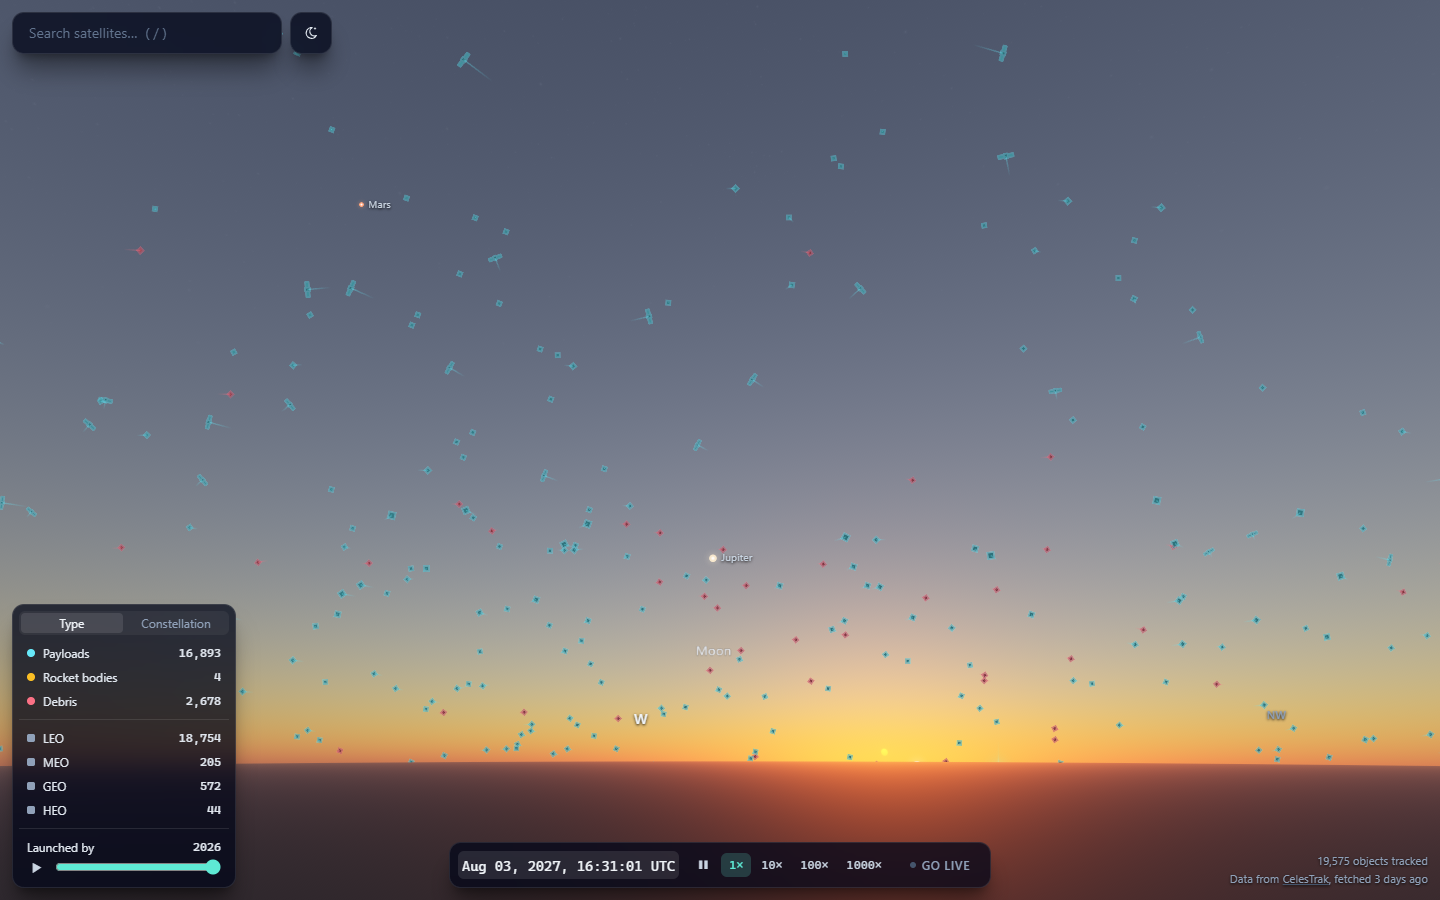 Search satellites... (/)
Mars
Jupiter
Moon
W
NW
Type
Constellation
Payloads 16,893
Rocket bodies 4
Debris 2,678
LEO 18,754
MEO 205
GEO 572
HEO 44
Launched by 2026
Aug 03, 2027, 16:31:01 UTC
1× 10× 100× 1000× GO LIVE
19,575 objects tracked
Data from CelesTrak, fetched 3 days ago